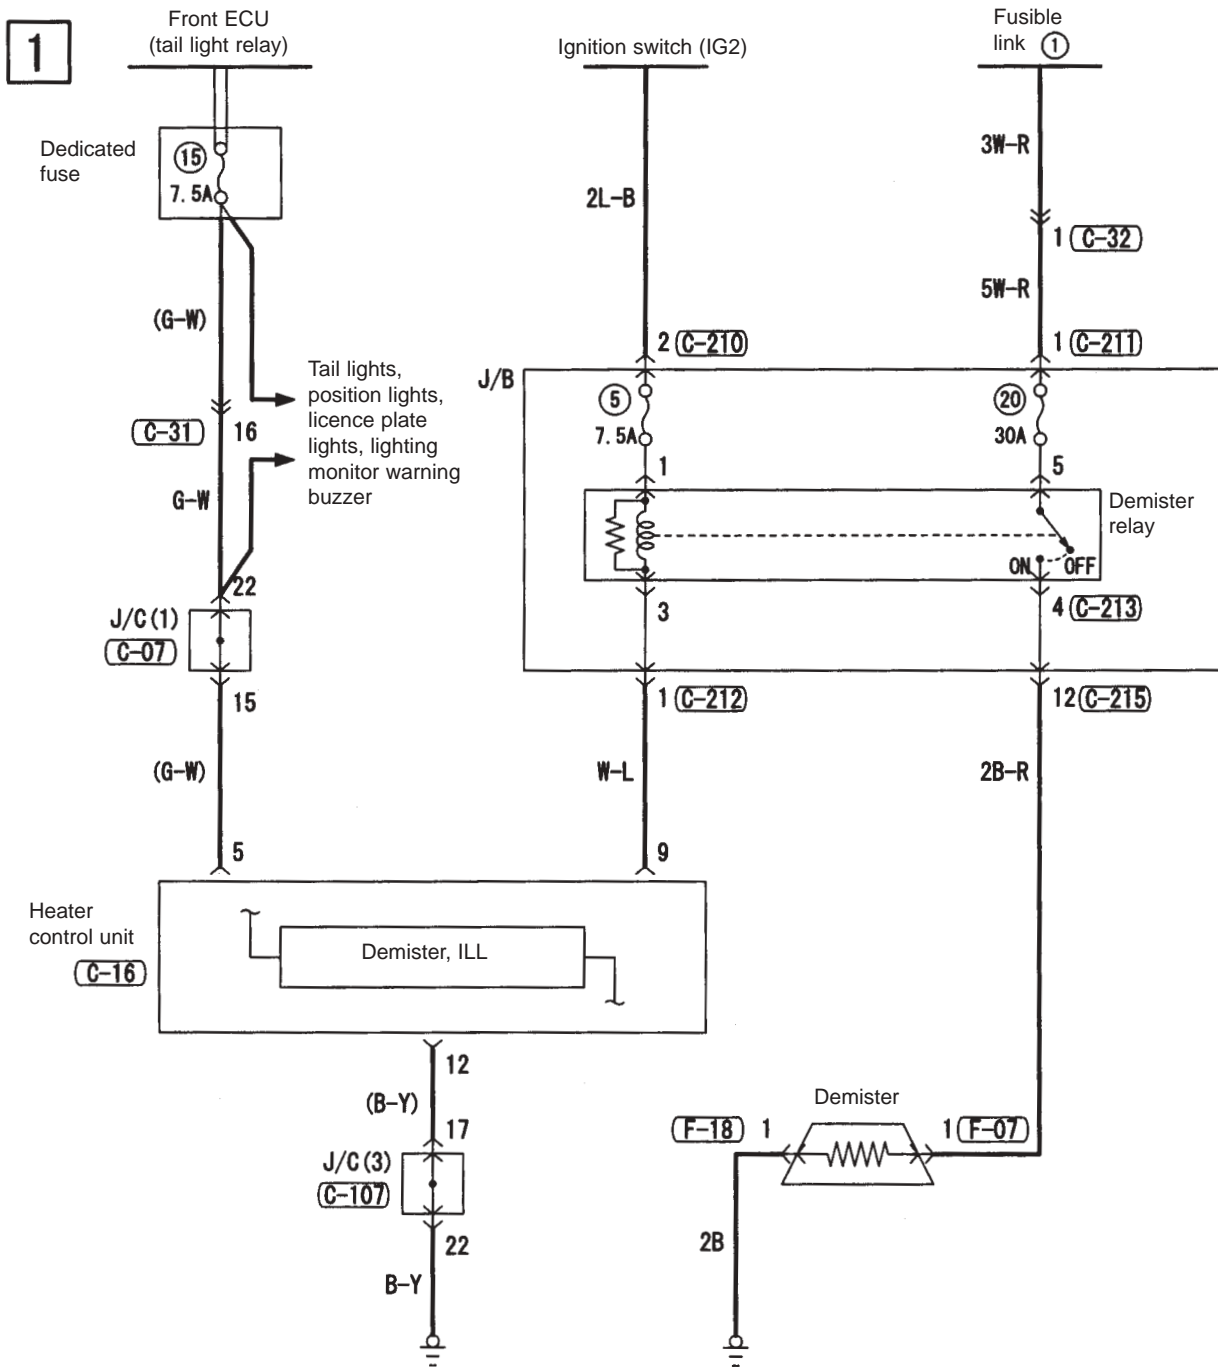 1
Front ECU
(tail light relay)
Ignition switch (IG2)
Fusible
link 1
Dedicated
fuse
15
7.5A
3W-R
2L-B
1 C-32
5W-R
(G-W)
2 C-210
1 C-211
Tail lights,
position lights,
licence plate
lights, lighting
monitor warning
buzzer
J/B
5
7.5A
20
30A
C-31 16
1
5
G-W
Demister
relay
ON OFF
22
3
4 C-213
J/C(1)
C-07
15
1 C-212
12 C-215
(G-W)
W-L
2B-R
5
9
Heater
control unit
C-16
Demister, ILL
12
(B-Y)
17
Demister
F-18 1
1 F-07
J/C(3)
C-107
22
2B
B-Y